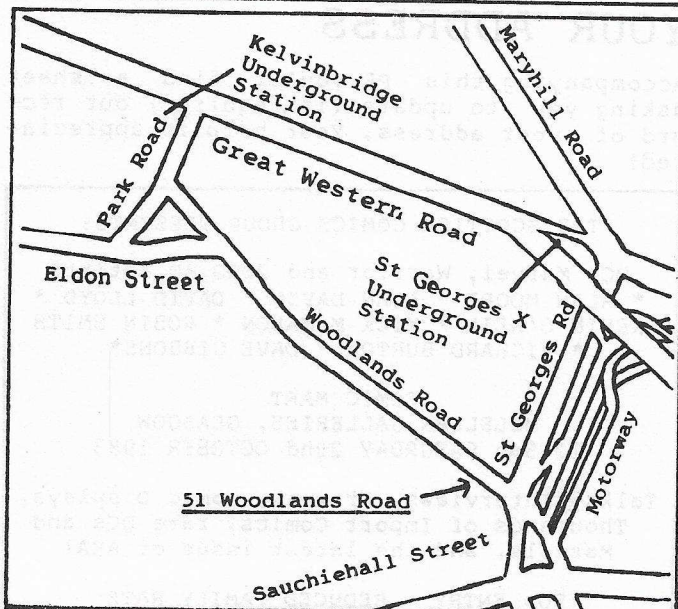 Kelvinbridge
Underground
Station
Maryhill Road
Park Road
Great Western Road
Eldon Street
St Georges X
Underground
Station
Woodlands Road
St Georges Rd
Motorway
51 Woodlands Road
Sauchiehall Street